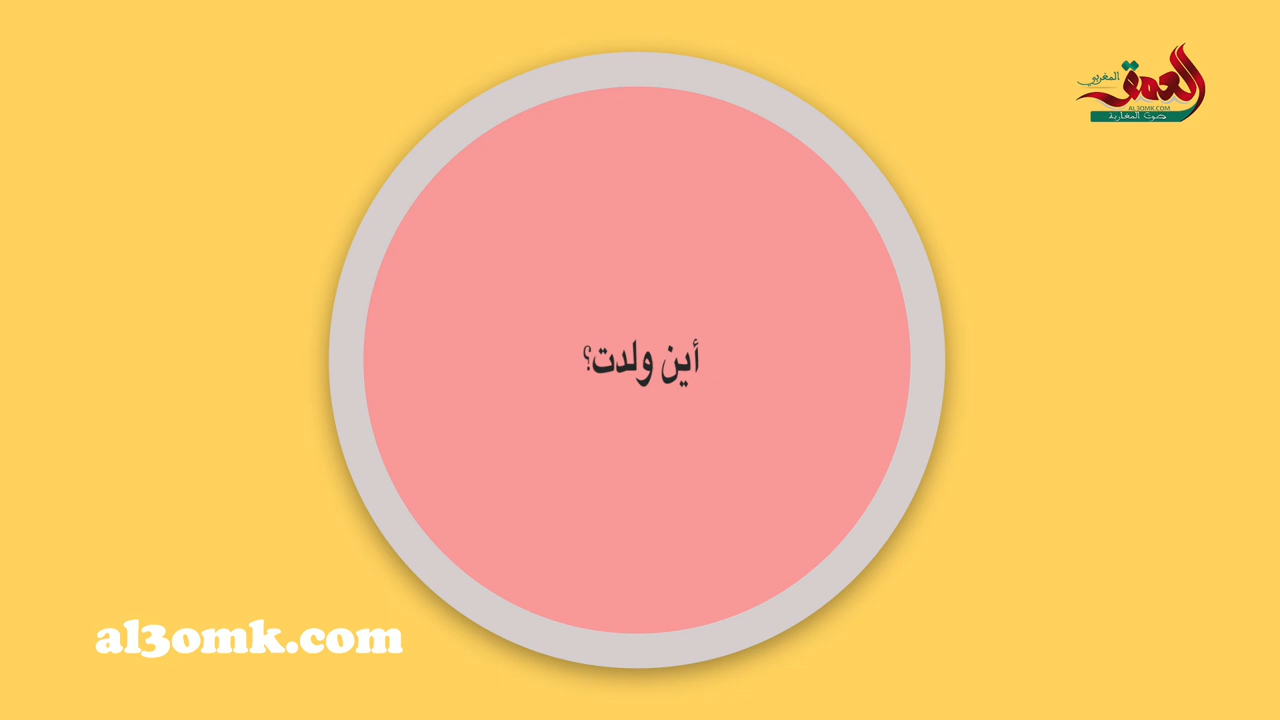 العمق
المغربي
AL3OMK.COM
صوت المغاربة
أين ولدت؟
al3omk.com